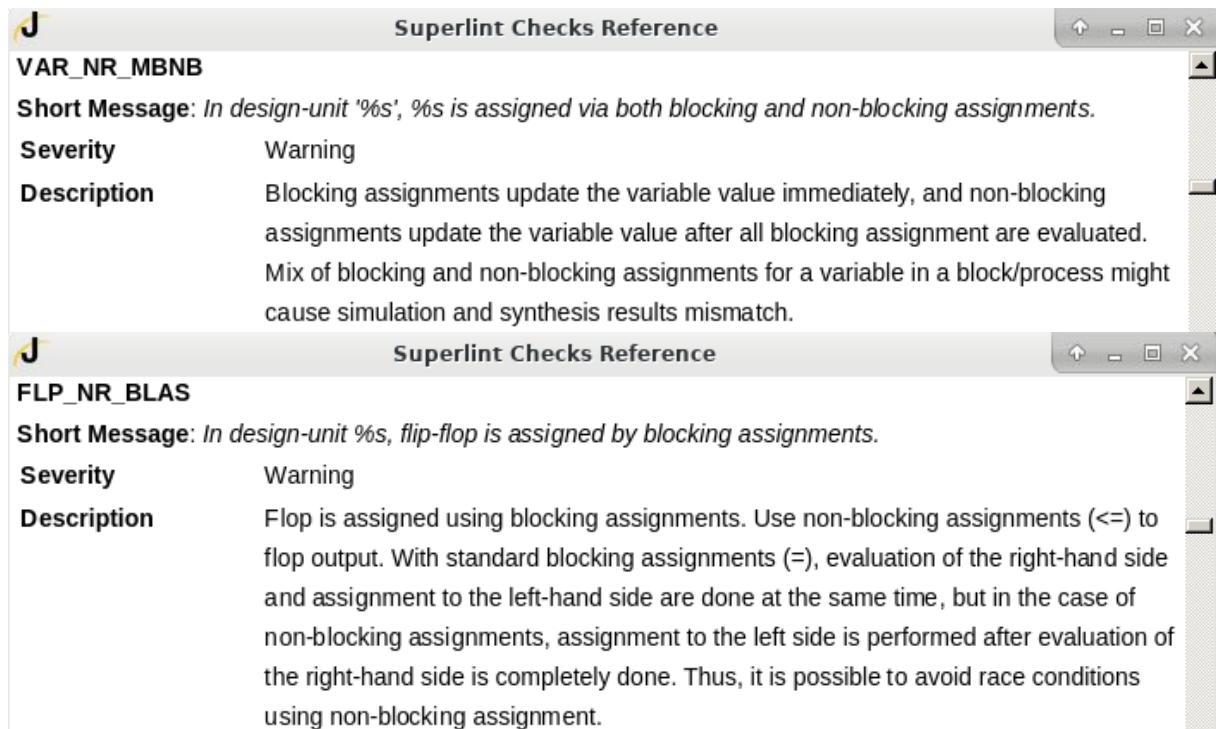 Superlint Checks Reference
VAR_NR_MBNB
Short Message: In design-unit '%s', %s is assigned via both blocking and non-blocking assignments.
Severity Warning
Description Blocking assignments update the variable value immediately, and non-blocking
assignments update the variable value after all blocking assignment are evaluated.
Mix of blocking and non-blocking assignments for a variable in a block/process might
cause simulation and synthesis results mismatch.
Superlint Checks Reference
FLP_NR_BLAS
Short Message: In design-unit %s, flip-flop is assigned by blocking assignments.
Severity Warning
Description Flop is assigned using blocking assignments. Use non-blocking assignments (<=) to
flop output. With standard blocking assignments (=), evaluation of the right-hand side
and assignment to the left-hand side are done at the same time, but in the case of
non-blocking assignments, assignment to the left side is performed after evaluation of
the right-hand side is completely done. Thus, it is possible to avoid race conditions
using non-blocking assignment.